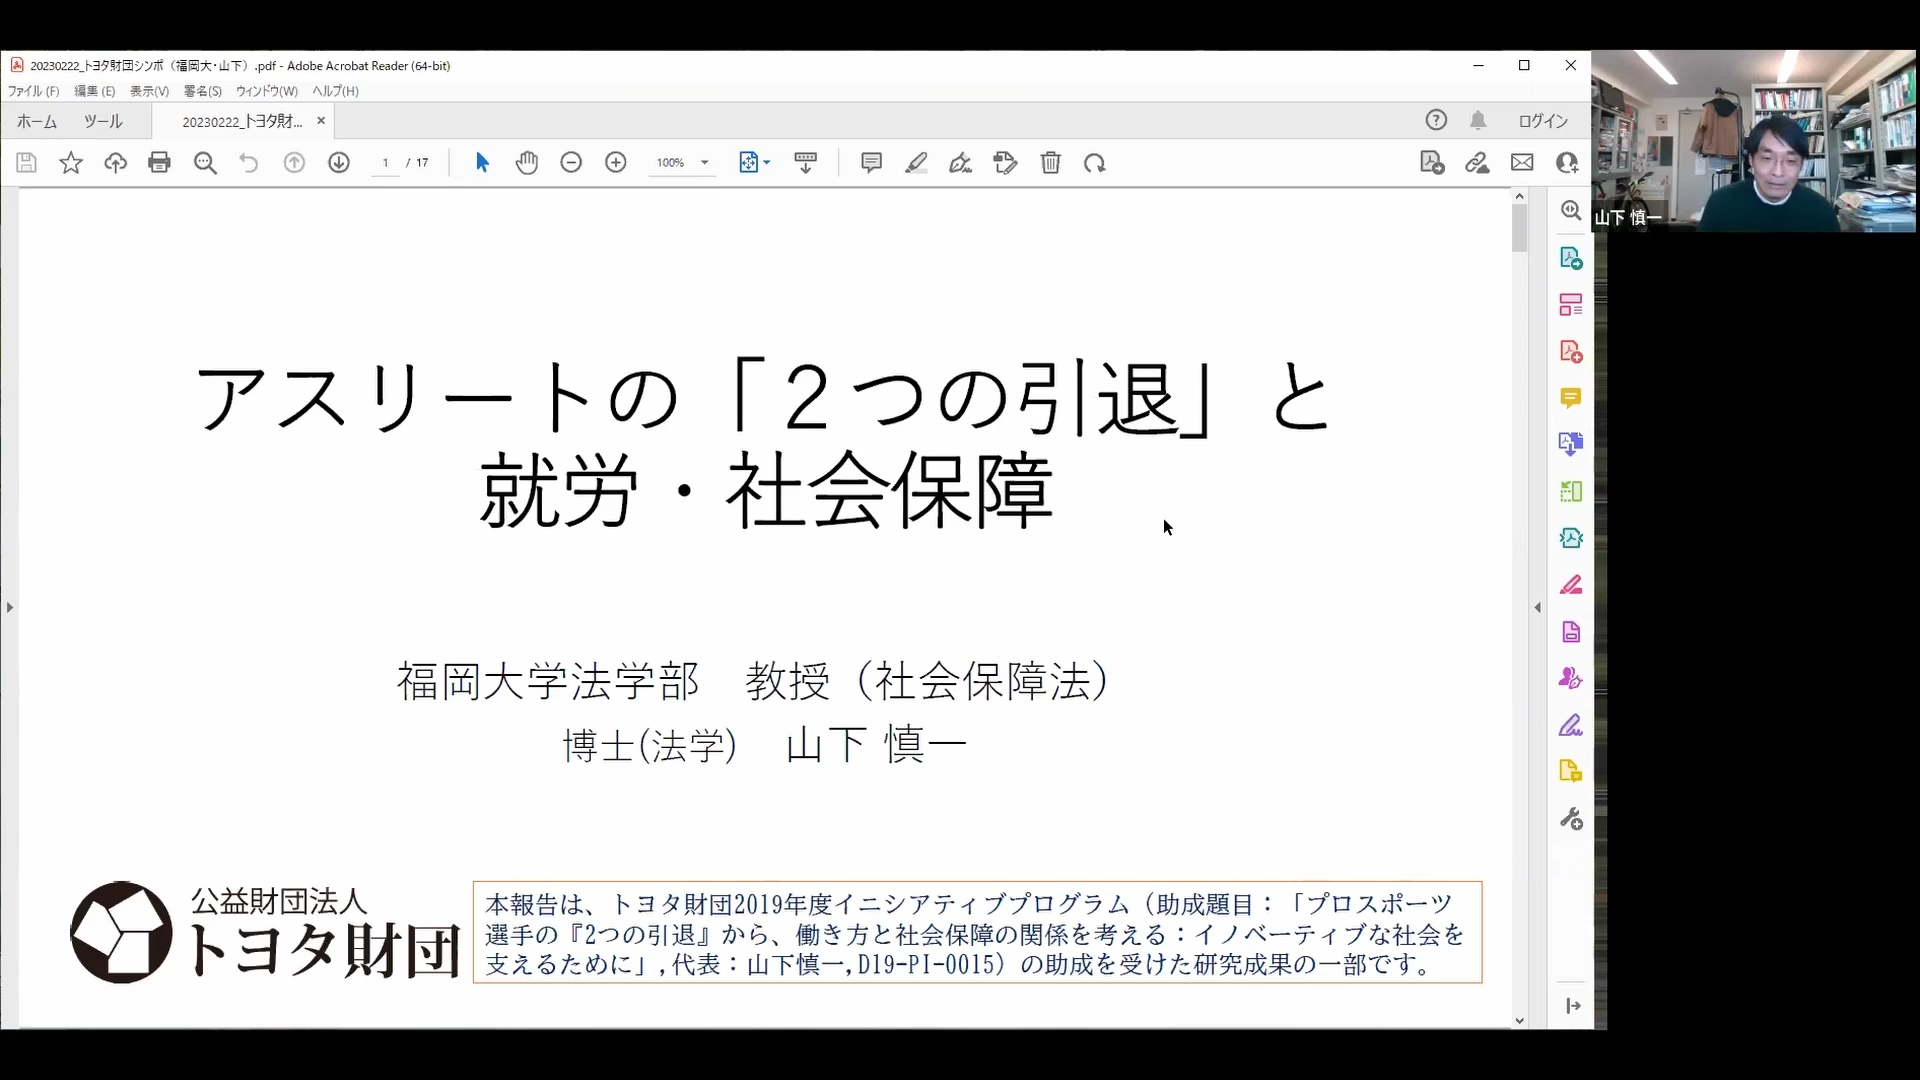 20230222_トヨタ財団シンポ（福岡大・山下）.pdf - Adobe Acrobat Reader (64-bit)
ファイル(F) 編集(E) 表示(V) 署名(S) ウィンドウ(W) ヘルプ(H)
ホーム ツール 20230222_トヨタ財... × ログイン
1 / 17 100%
山下 慎一
アスリートの「２つの引退」と
就労・社会保障
福岡大学法学部　教授（社会保障法）
博士(法学)　山下 慎一
公益財団法人
トヨタ財団
本報告は、トヨタ財団2019年度イニシアティブプログラム（助成題目：「プロスポーツ
選手の『2つの引退』から、働き方と社会保障の関係を考える：イノベーティブな社会を
支えるために」,代表：山下慎一,D19-PI-0015）の助成を受けた研究成果の一部です。